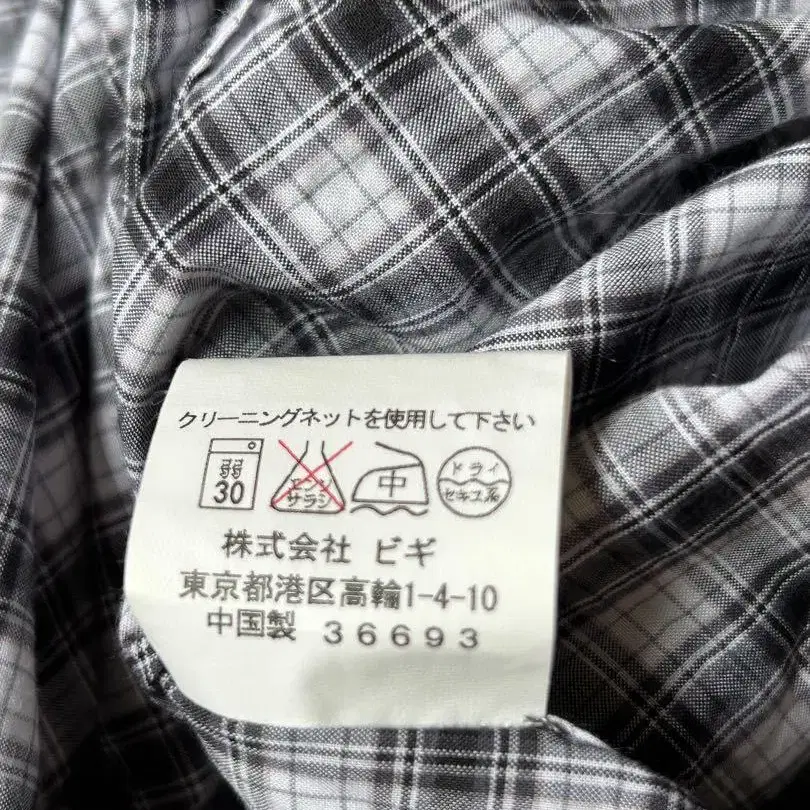 クリーニングネットを使用して下さい
弱 エンソ 中 ドライ
30 サラシ セキユ系
株式会社 ビギ
東京都港区高輪1-4-10
中国製 36693